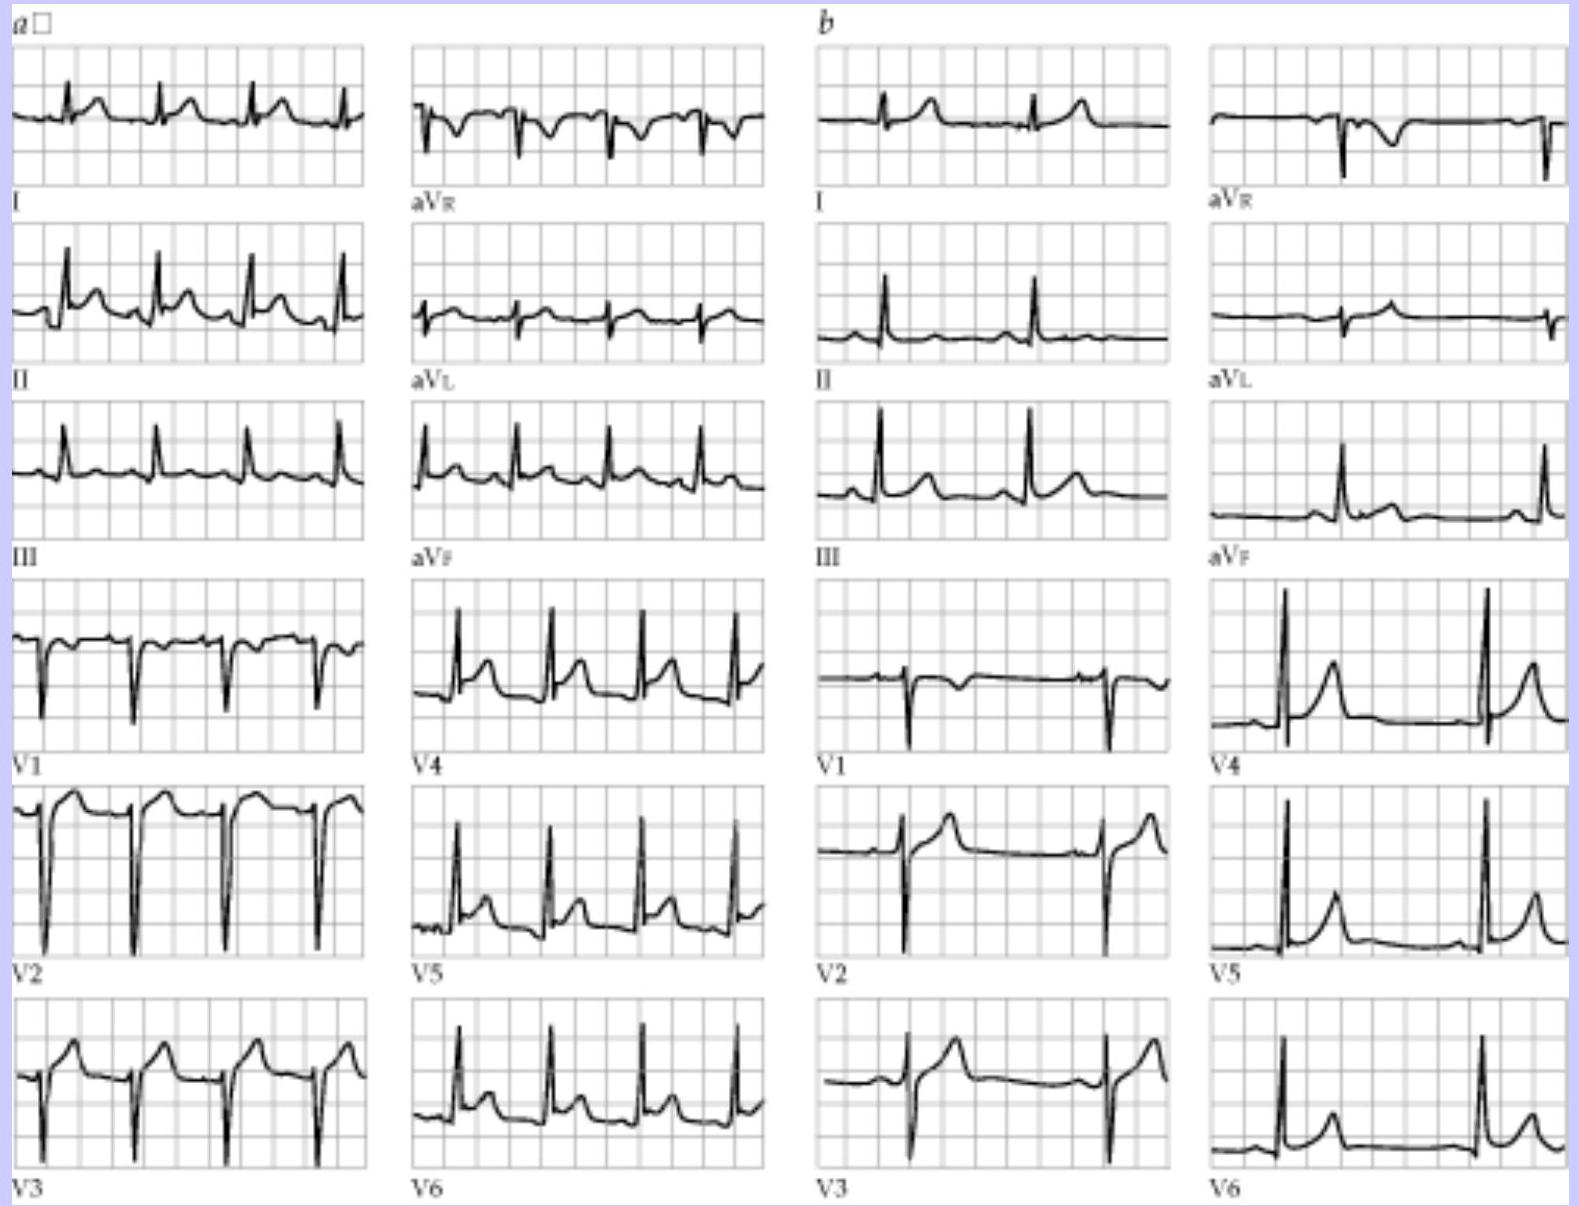 a□ b
I aVR I aVR
II aVL II aVL
III aVF III aVF
V1 V4 V1 V4
V2 V5 V2 V5
V3 V6 V3 V6